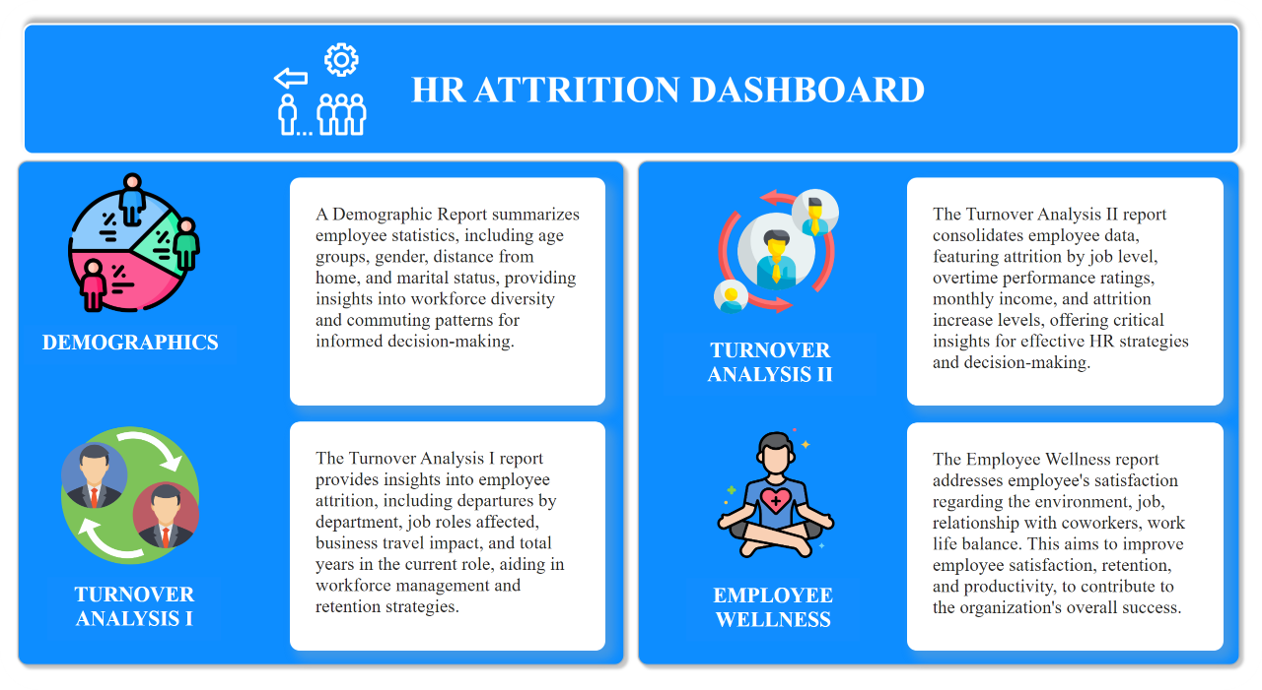 HR ATTRITION DASHBOARD
A Demographic Report summarizes
employee statistics, including age
groups, gender, distance from
home, and marital status, providing
insights into workforce diversity
and commuting patterns for
informed decision-making.
DEMOGRAPHICS
The Turnover Analysis I report
provides insights into employee
attrition, including departures by
department, job roles affected,
business travel impact, and total
years in the current role, aiding in
workforce management and
retention strategies.
TURNOVER
ANALYSIS I
The Turnover Analysis II report
consolidates employee data,
featuring attrition by job level,
overtime performance ratings,
monthly income, and attrition
increase levels, offering critical
insights for effective HR strategies
and decision-making.
TURNOVER
ANALYSIS II
The Employee Wellness report
addresses employee's satisfaction
regarding the environment, job,
relationship with coworkers, work
life balance. This aims to improve
employee satisfaction, retention,
and productivity, to contribute to
the organization's overall success.
EMPLOYEE
WELLNESS